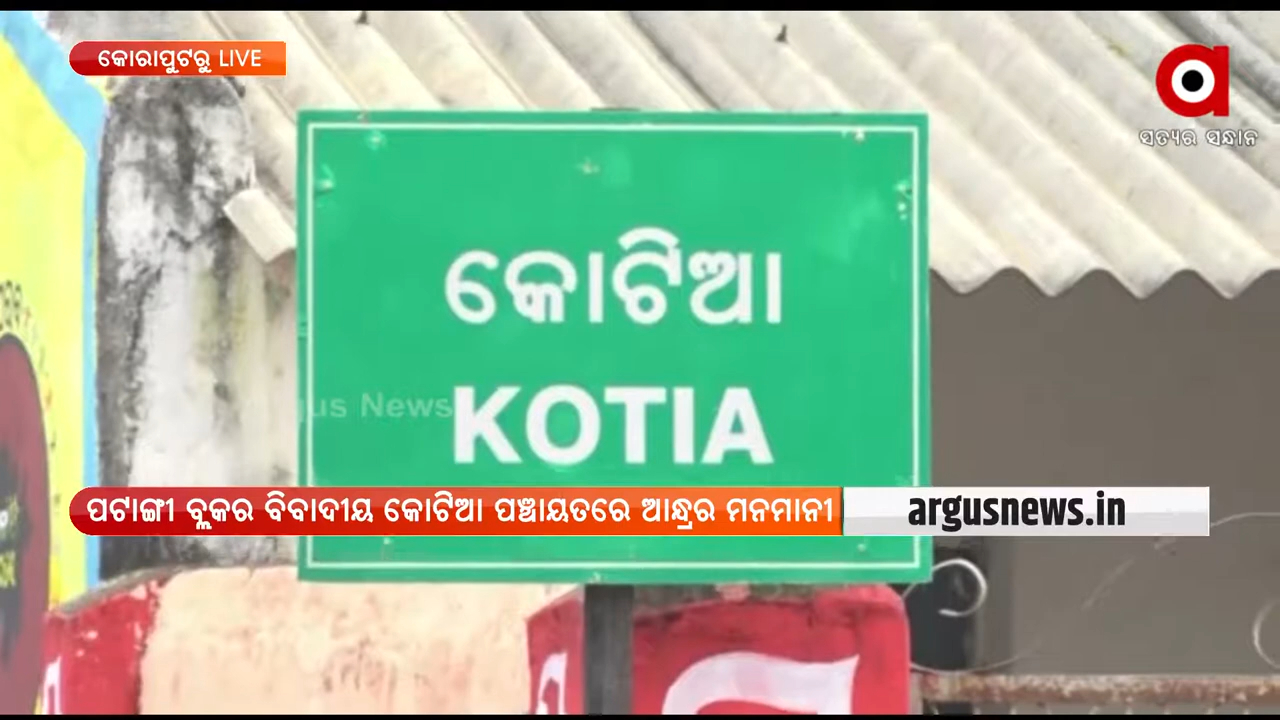 କୋରାପୁଟରୁ LIVE
ସତ୍ୟର ସନ୍ଧାନ
କୋଟିଆ
Argus News
KOTIA
ପଟାଙ୍ଗୀ ବ୍ଲକର ବିବାଦୀୟ କୋଟିଆ ପଞ୍ଚାୟତରେ ଆନ୍ଧ୍ରର ମନମାନୀ
argusnews.in